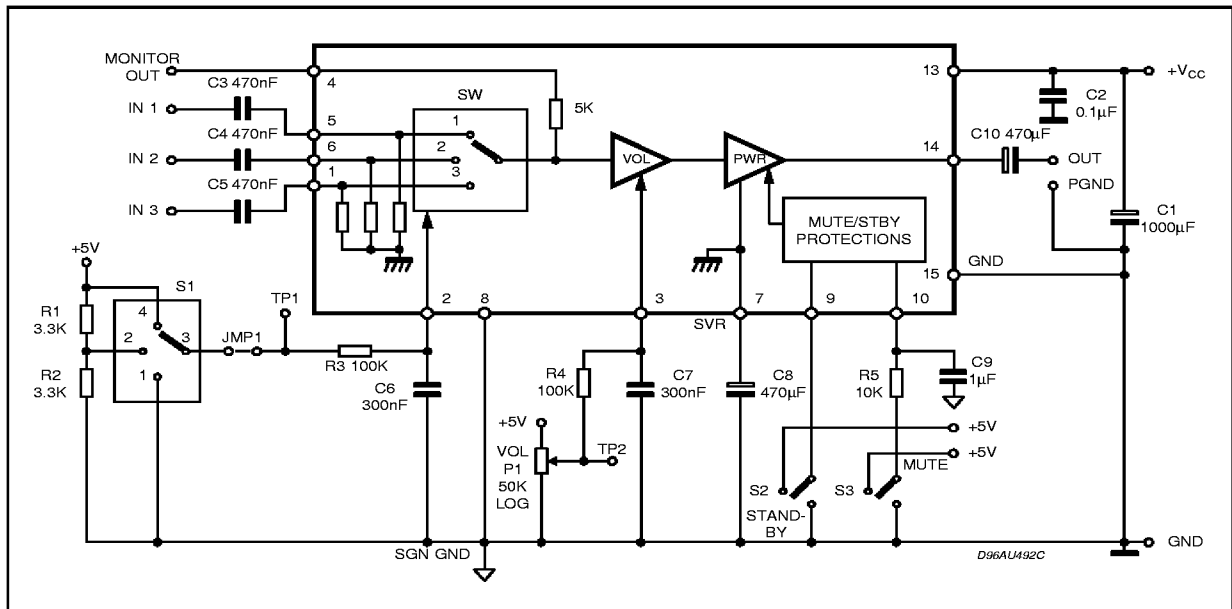 MONITOR
OUT
C3 470nF
IN 1
C4 470nF
IN 2
C5 470nF
IN 3
4
5
6
1
SW
1
2
3
5K
VOL
PWR
MUTE/STBY
PROTECTIONS
13
14
15
+VCC
C2
0.1µF
C10 470µF
OUT
PGND
C1
1000µF
GND
+5V
R1
3.3K
R2
3.3K
S1
4
2
3
1
JMP1
TP1
R3 100K
2
8
3
SVR
7
9
10
C6
300nF
R4
100K
C7
300nF
C8
470µF
R5
10K
C9
1µF
+5V
VOL
P1
50K
LOG
TP2
+5V
+5V
MUTE
S2
STAND-
BY
S3
SGN GND
D96AU492C
GND